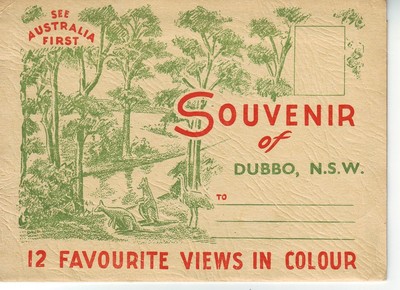 SEE
AUSTRALIA
FIRST
SOUVENIR
of
DUBBO, N.S.W.
TO
12 FAVOURITE VIEWS IN COLOUR